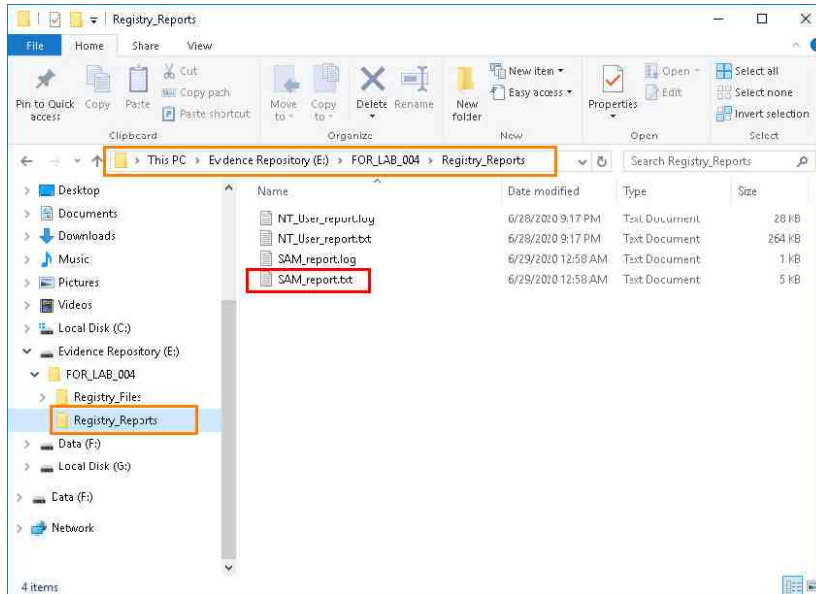 Registry_Reports
File Home Share View
Pin to Quick access
Copy
Paste
Cut
Copy path
Paste shortcut
Move to
Copy to
Delete
Rename
New folder
New item
Easy access
Properties
Open
Edit
Select all
Select none
Invert selection
Clipboard Organize New Open Select
This PC Evidence Repository (E:) FOR_LAB_004 Registry_Reports Search Registry_Reports
Name Date modified Type Size
NT_User_report.log 6/28/2020 9:17 PM Text Document 28 KB
NT_User_report.txt 6/28/2020 9:17 PM Text Document 264 KB
SAM_report.log 6/29/2020 12:58 AM Text Document 1 KB
SAM_report.txt 6/29/2020 12:58 AM Text Document 5 KB
Desktop
Documents
Downloads
Music
Pictures
Videos
Local Disk (C:)
Evidence Repository (E:)
FOR_LAB_004
Registry_Files
Registry_Reports
Data (F:)
Local Disk (G:)
Data (F:)
Network
4 items